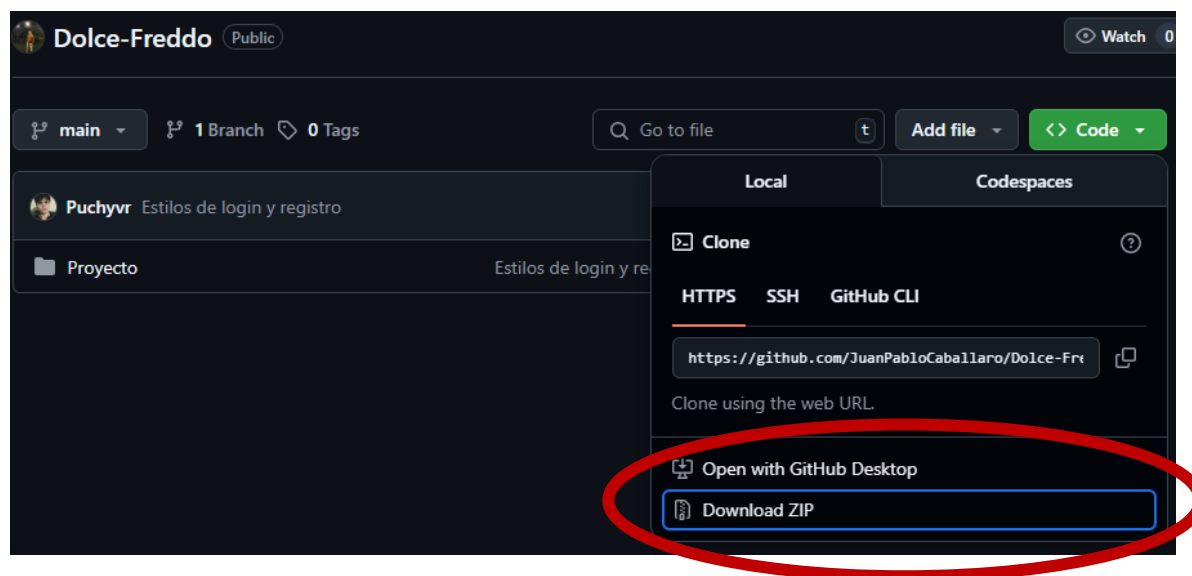 Dolce-Freddo Public Watch 0
main 1 Branch 0 Tags Go to file t Add file <> Code
Local Codespaces
Puchyvr Estilos de login y registro
Clone
Proyecto Estilos de login y re
HTTPS SSH GitHub CLI
https://github.com/JuanPabloCaballaro/Dolce-Fre
Clone using the web URL.
Open with GitHub Desktop
Download ZIP